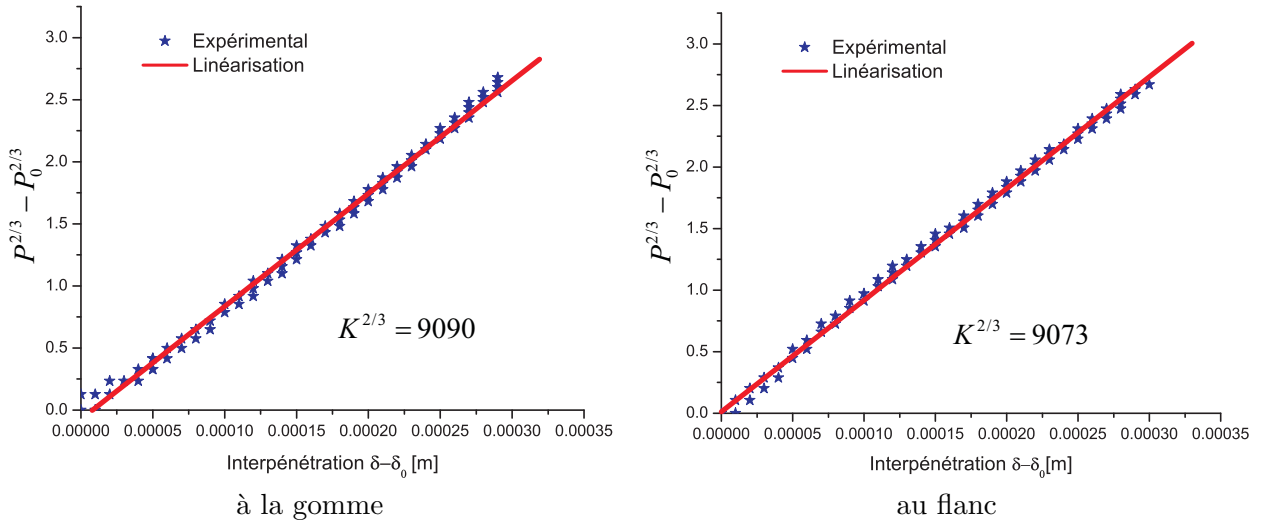 3.0
2.5
2.0
1.5
1.0
0.5
0.0
P^{2/3} − P_0^{2/3}
Expérimental
Linéarisation
K^{2/3} = 9090
0.00000 0.00005 0.00010 0.00015 0.00020 0.00025 0.00030 0.00035
Interpénétration δ–δ_0 [m]
à la gomme
3.0
2.5
2.0
1.5
1.0
0.5
0.0
P^{2/3} − P_0^{2/3}
Expérimental
Linéarisation
K^{2/3} = 9073
0.00000 0.00005 0.00010 0.00015 0.00020 0.00025 0.00030 0.00035
Interpénétration δ–δ_0[m]
au flanc